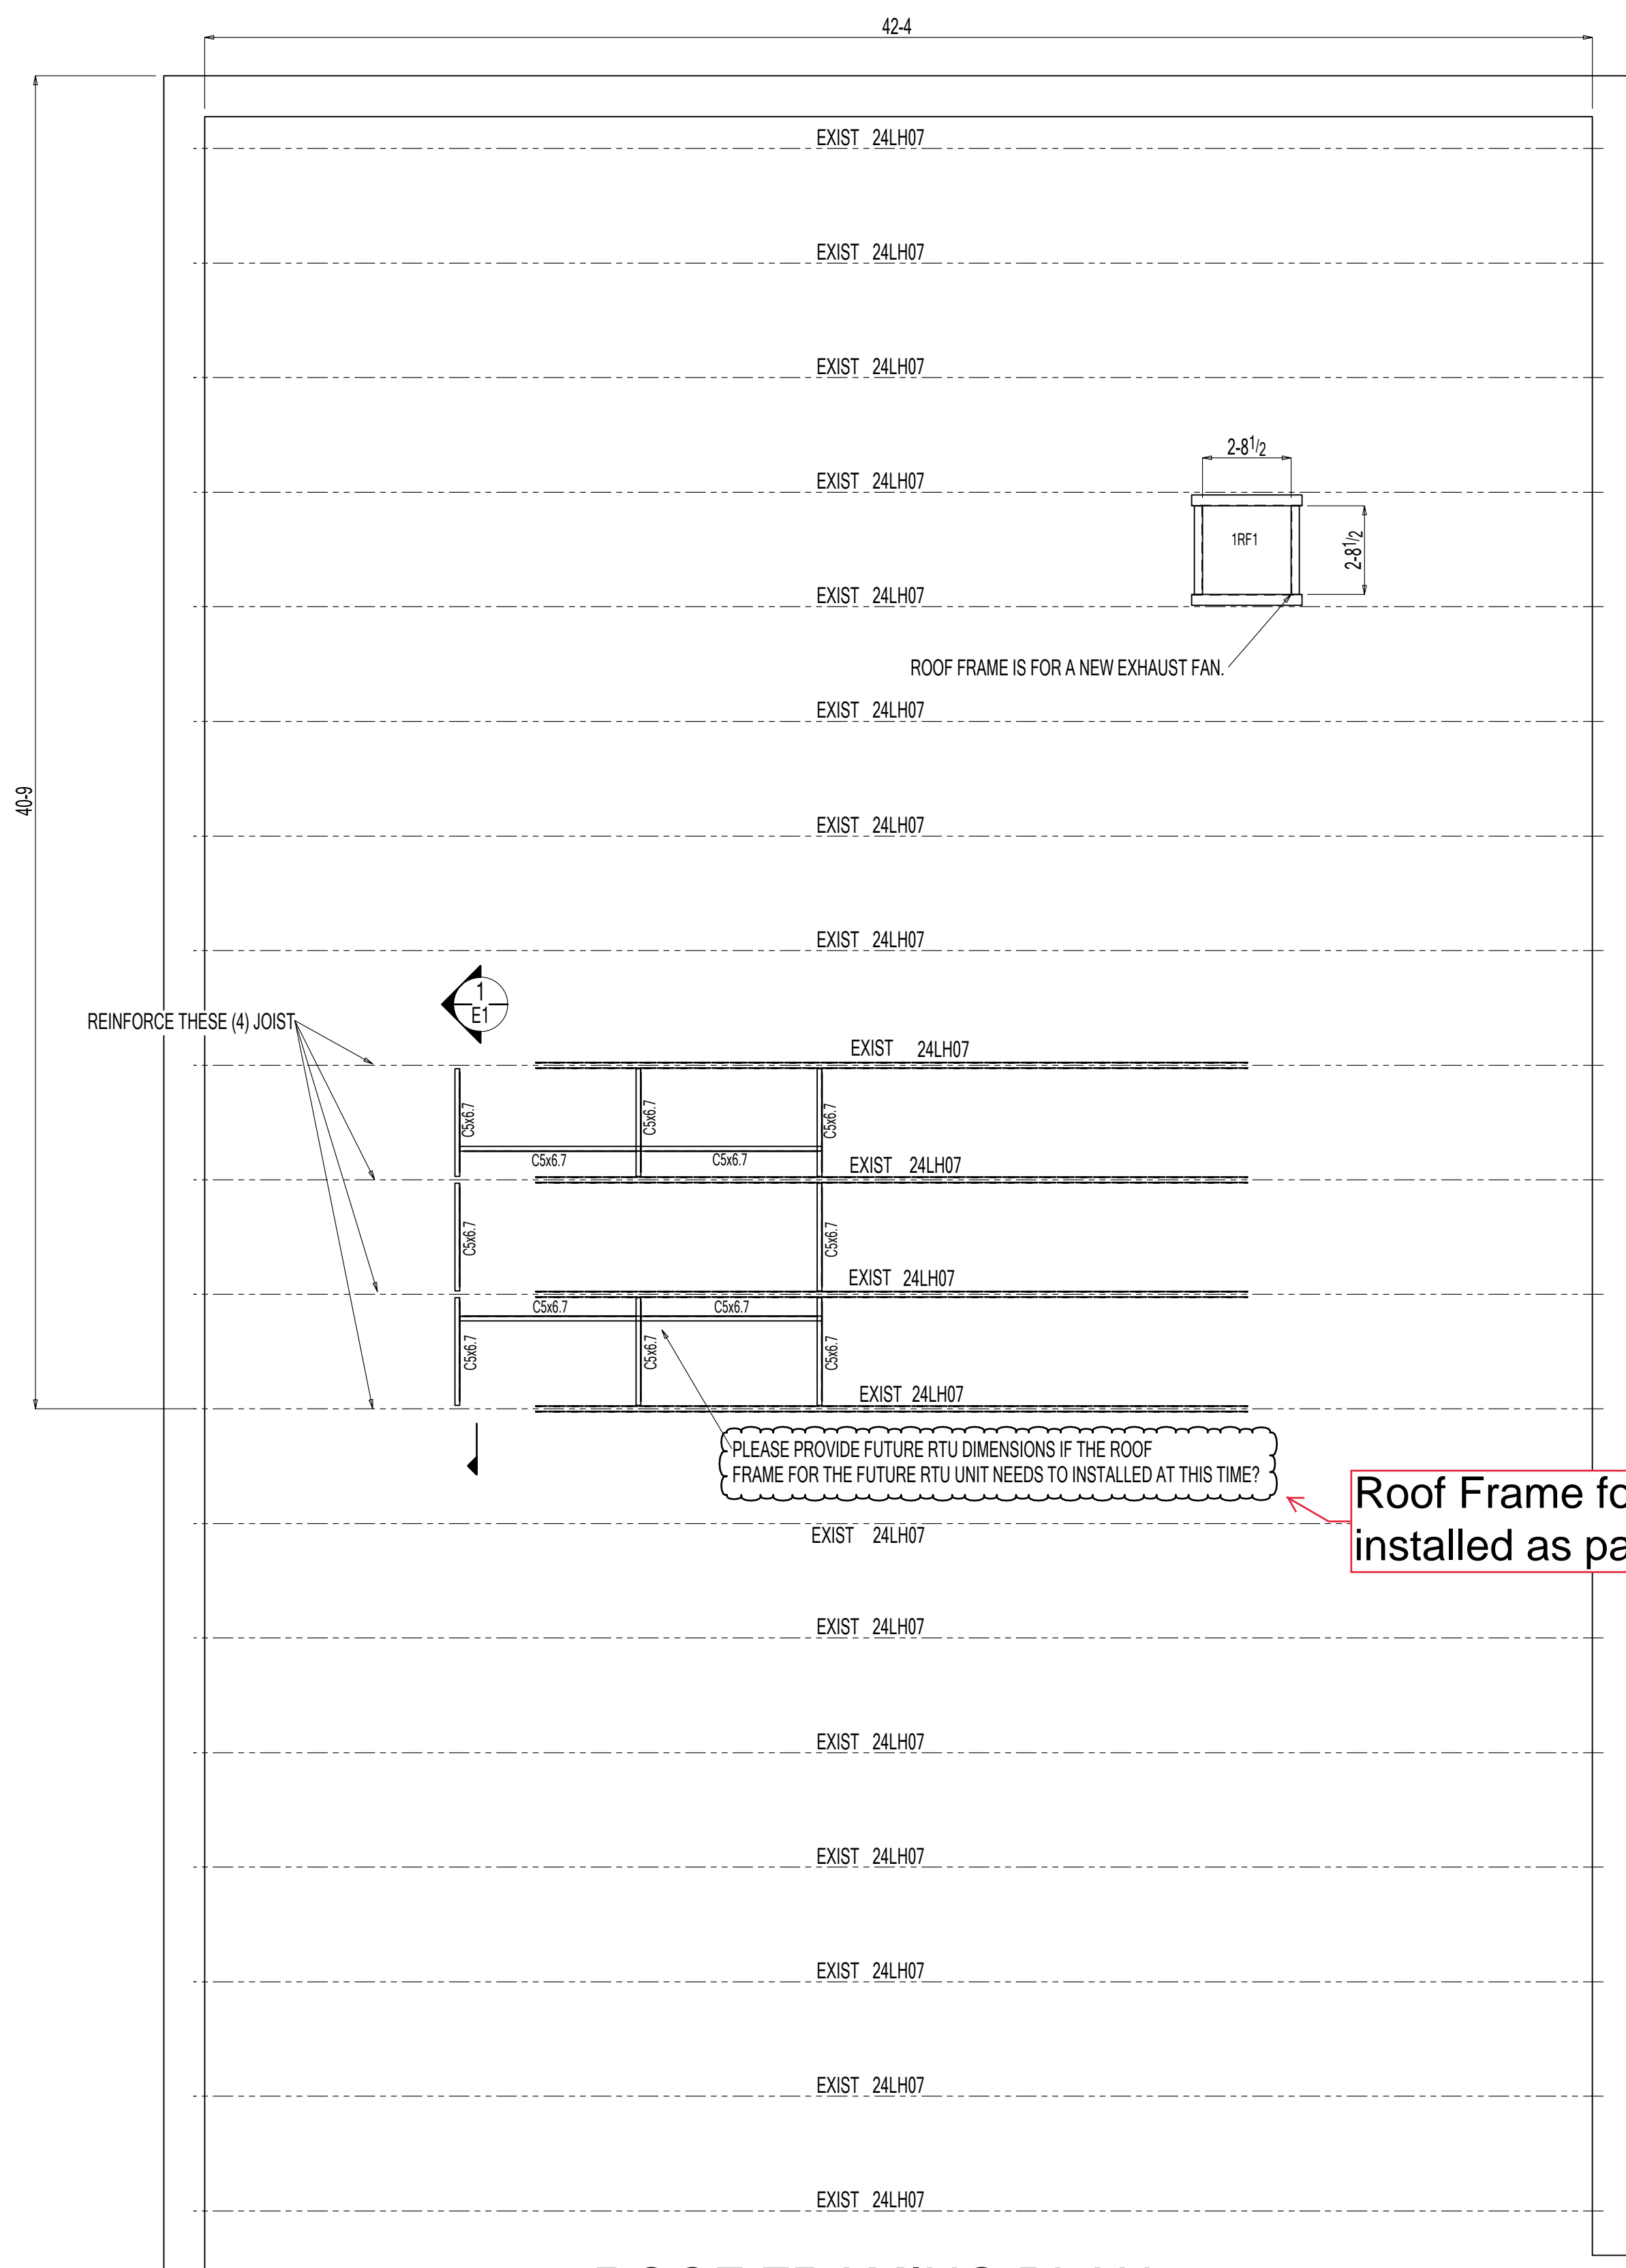 42-4
EXIST 24LH07
EXIST 24LH07
EXIST 24LH07
2-8 1/2
EXIST 24LH07
1RF1
2-8 1/2
EXIST 24LH07
ROOF FRAME IS FOR A NEW EXHAUST FAN.
EXIST 24LH07
40-9
EXIST 24LH07
EXIST 24LH07
1
E1
REINFORCE THESE (4) JOIST
EXIST 24LH07
C5x6.7
C5x6.7
C5x6.7
C5x6.7
C5x6.7
EXIST 24LH07
C5x6.7
C5x6.7
EXIST 24LH07
C5x6.7
C5x6.7
C5x6.7
C5x6.7
C5x6.7
EXIST 24LH07
PLEASE PROVIDE FUTURE RTU DIMENSIONS IF THE ROOF
FRAME FOR THE FUTURE RTU UNIT NEEDS TO INSTALLED AT THIS TIME?
Roof Frame
installed as
EXIST 24LH07
EXIST 24LH07
EXIST 24LH07
EXIST 24LH07
EXIST 24LH07
EXIST 24LH07
EXIST 24LH07